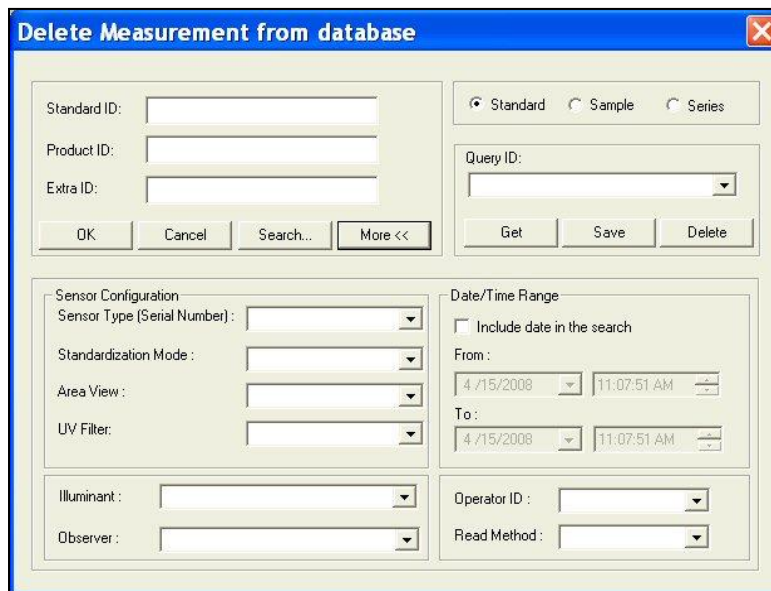 Delete Measurement from database
Standard ID:
Product ID:
Extra ID:
OK Cancel Search... More <<
Standard Sample Series
Query ID:
Get Save Delete
Sensor Configuration
Sensor Type (Serial Number) :
Standardization Mode :
Area View :
UV Filter:
Date/Time Range
Include date in the search
From :
4 /15/2008 11:07:51 AM
To :
4 /15/2008 11:07:51 AM
Illuminant :
Observer :
Operator ID :
Read Method :